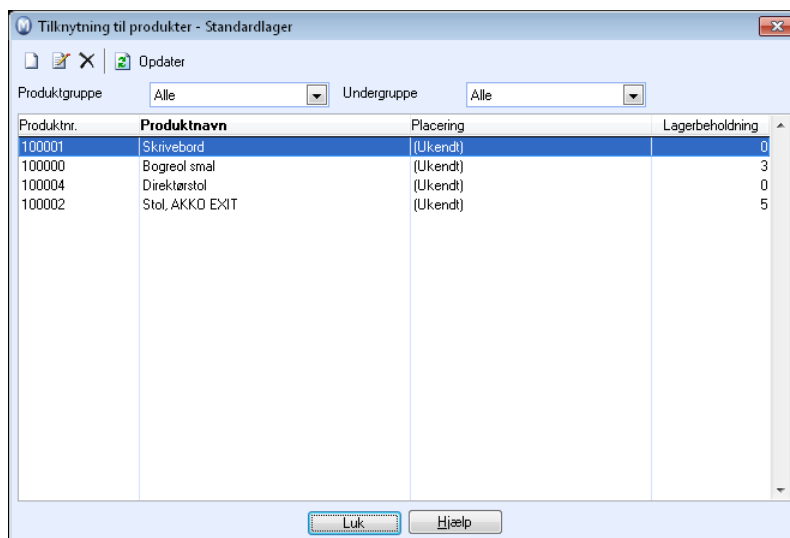 Tilknytning til produkter - Standardlager
Opdater
Produktgruppe Alle Undergruppe Alle
Produktnr. Produktnavn Placering Lagerbeholdning
100001 Skrivebord (Ukendt) 0
100000 Bogreol smal (Ukendt) 3
100004 Direktørstol (Ukendt) 0
100002 Stol, AKKO EXIT (Ukendt) 5
Luk Hjælp